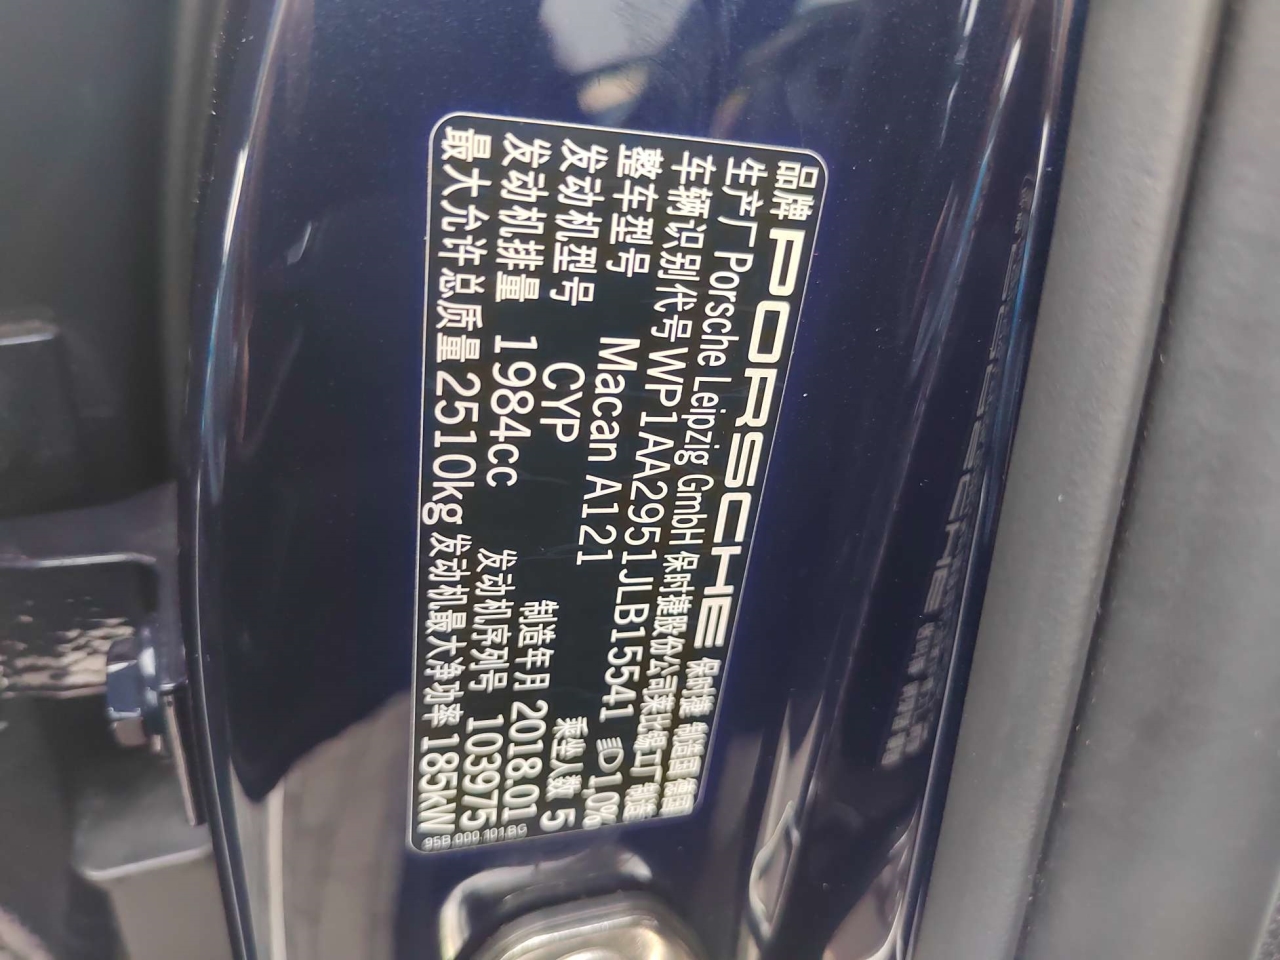 品牌 PORSCHE 保时捷 制造国 德国
生产厂 Porsche Leipzig GmbH 保时捷股份公司莱比锡工厂 制造
车辆识别代号 WP1AA2951JLB15541 1,0%
整车型号 Macan A121 乘坐人数 5
发动机型号 CYP 制造年月 2018.01
发动机排量 1984cc 发动机序列号 103975
最大允许总质量 2510kg 发动机最大净功率 185kW
95B.000.101.BG